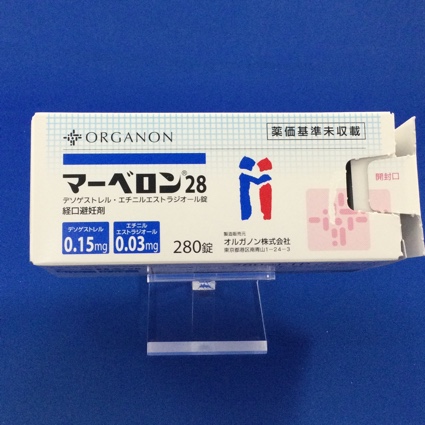 ORGANON
薬価基準未収載
マーベロン®28
デソゲストレル・エチニルエストラジオール錠
経口避妊剤
デソゲストレル
0.15mg
エチニル
エストラジオール
0.03mg
280錠
製造販売元
オルガノン株式会社
東京都港区南青山1-24-3
開封口